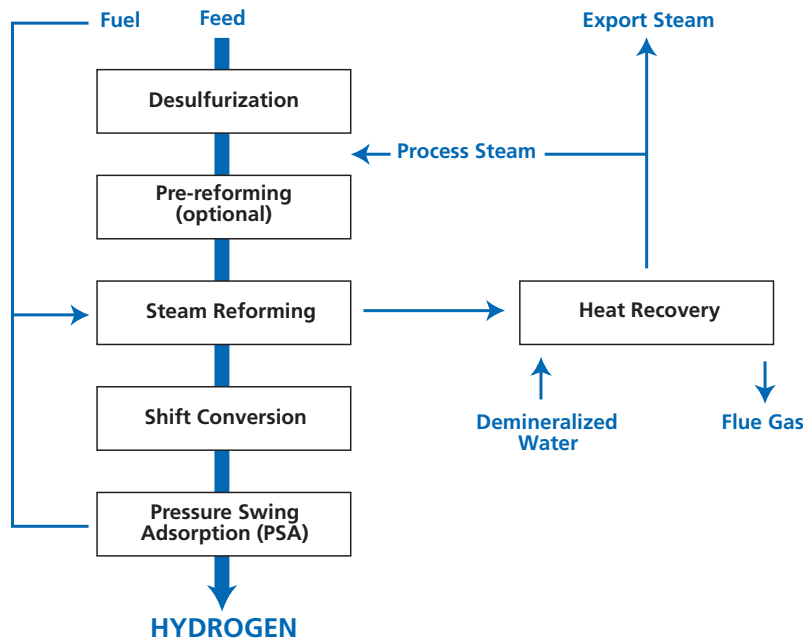 Fuel
Feed
Export Steam
Desulfurization
Process Steam
Pre-reforming
(optional)
Steam Reforming
Heat Recovery
Shift Conversion
Demineralized
Water
Flue Gas
Pressure Swing
Adsorption (PSA)
HYDROGEN